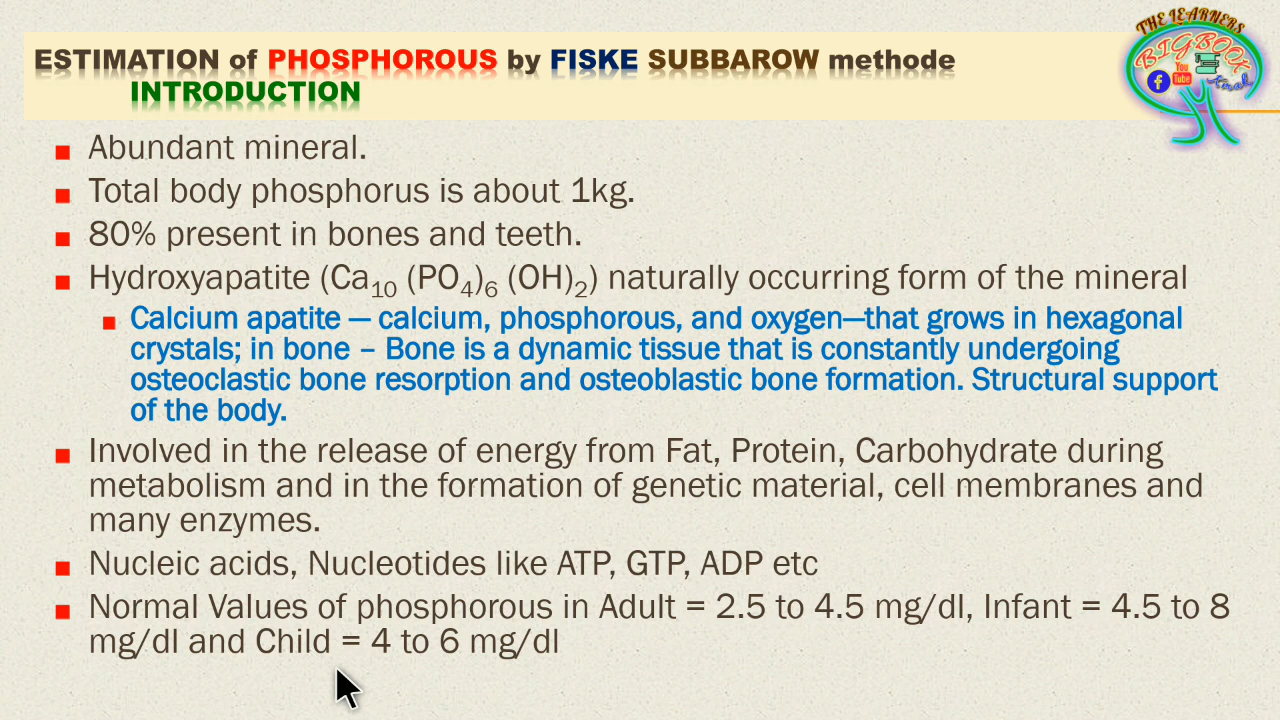 ESTIMATION of PHOSPHOROUS by FISKE SUBBAROW methode
INTRODUCTION
THE LEARNERS
BIGBOOK
You
Tube
f
Amal
Abundant mineral.
Total body phosphorus is about 1kg.
80% present in bones and teeth.
Hydroxyapatite (Ca₁₀ (PO₄)₆ (OH)₂) naturally occurring form of the mineral
Calcium apatite — calcium, phosphorous, and oxygen—that grows in hexagonal
crystals; in bone – Bone is a dynamic tissue that is constantly undergoing
osteoclastic bone resorption and osteoblastic bone formation. Structural support
of the body.
Involved in the release of energy from Fat, Protein, Carbohydrate during
metabolism and in the formation of genetic material, cell membranes and
many enzymes.
Nucleic acids, Nucleotides like ATP, GTP, ADP etc
Normal Values of phosphorous in Adult = 2.5 to 4.5 mg/dl, Infant = 4.5 to 8
mg/dl and Child = 4 to 6 mg/dl